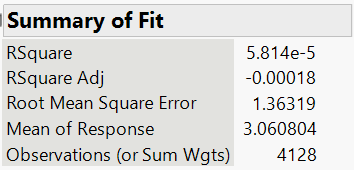 Summary of Fit
RSquare 5.814e-5
RSquare Adj -0.00018
Root Mean Square Error 1.36319
Mean of Response 3.060804
Observations (or Sum Wgts) 4128